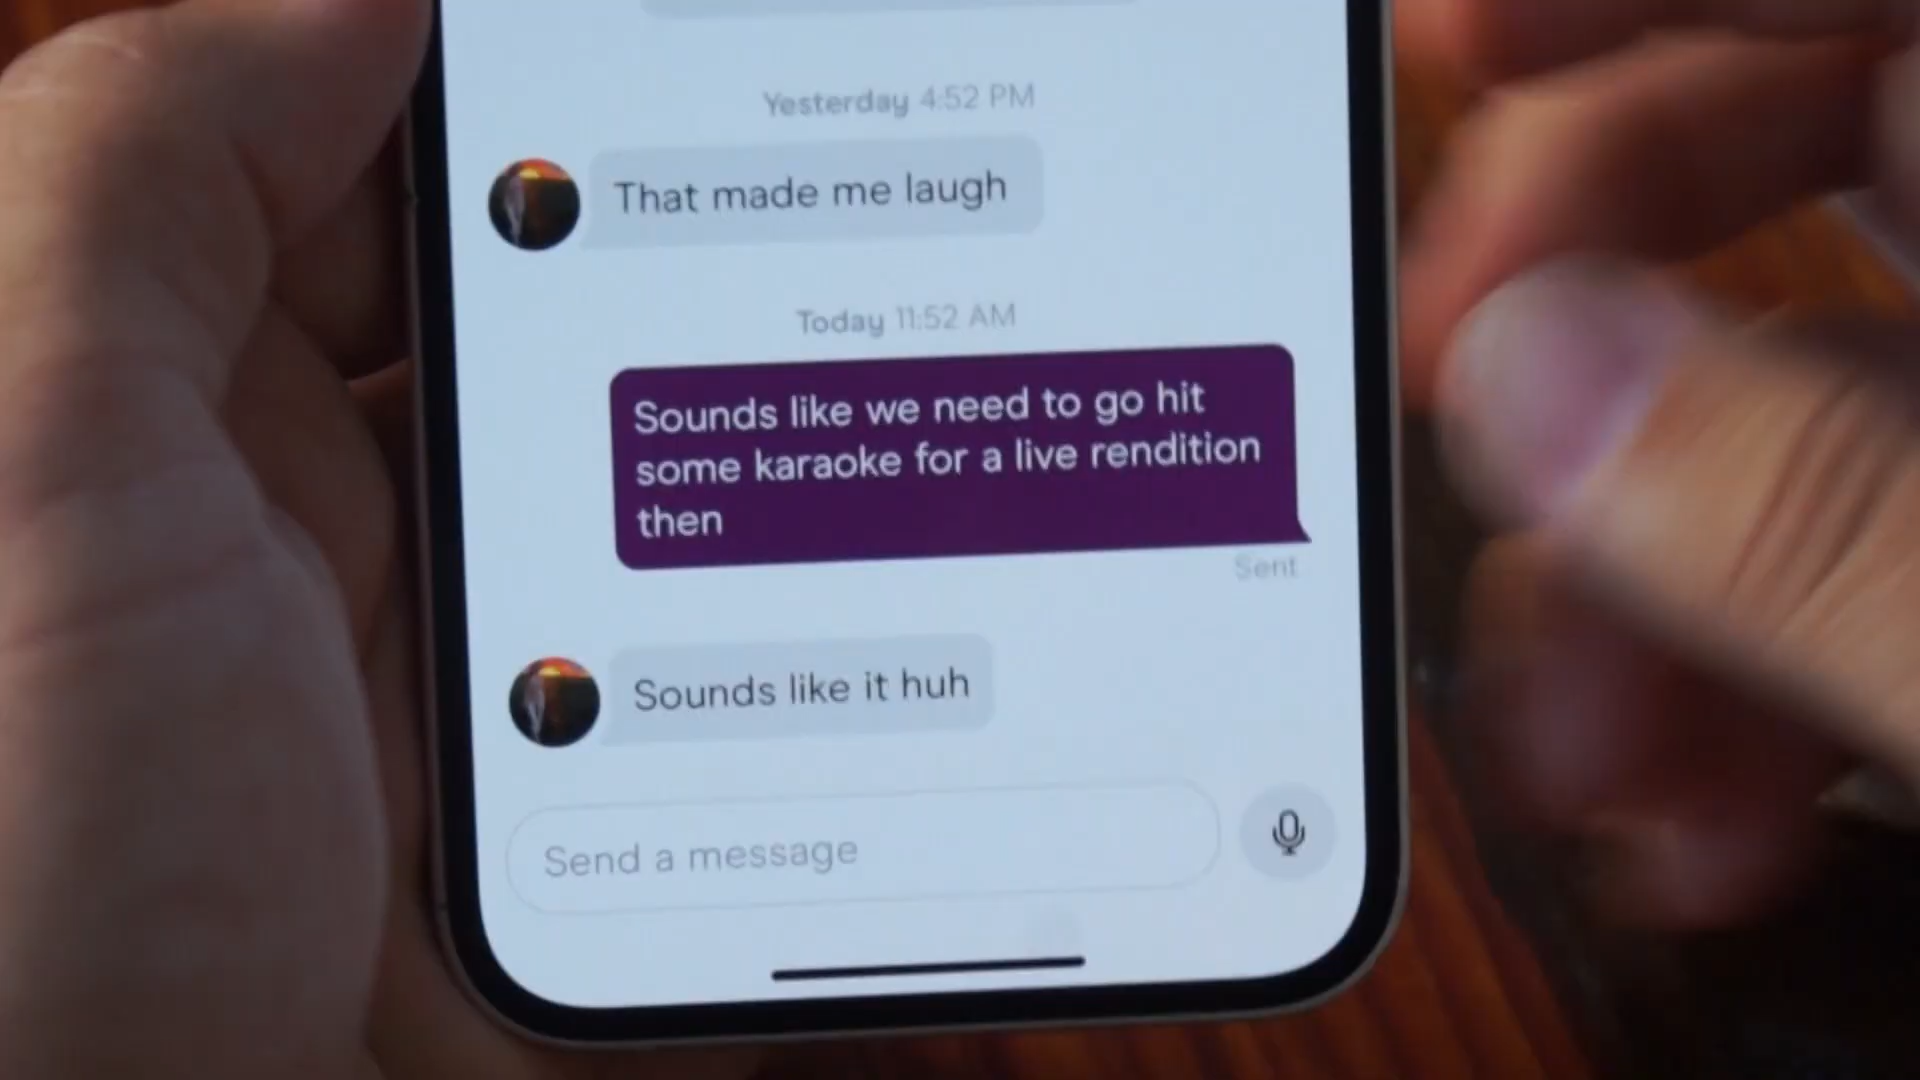 Yesterday 4:52 PM
That made me laugh
Today 11:52 AM
Sounds like we need to go hit
some karaoke for a live rendition
then
Sent
Sounds like it huh
Send a message